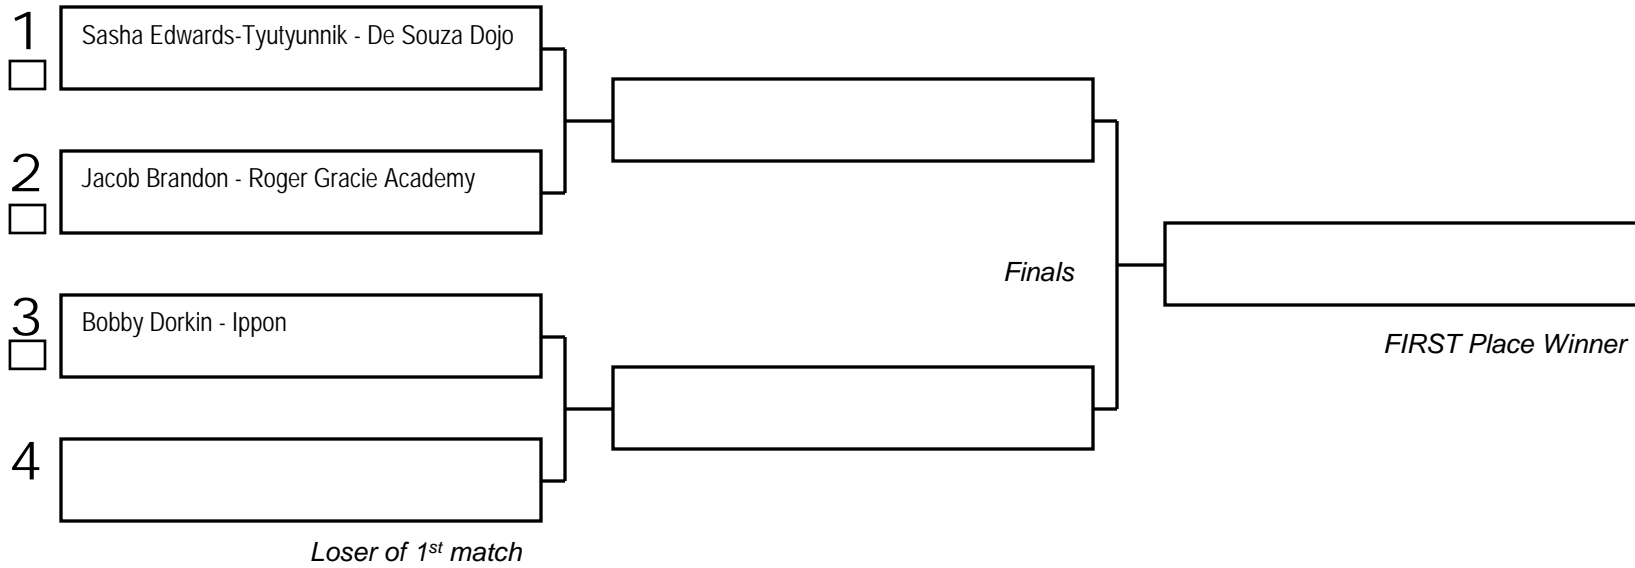 1
Sasha Edwards-Tyutyunnik - De Souza Dojo
2
Jacob Brandon - Roger Gracie Academy
3
Bobby Dorkin - Ippon
4
Loser of 1st match
Finals
FIRST Place Winner